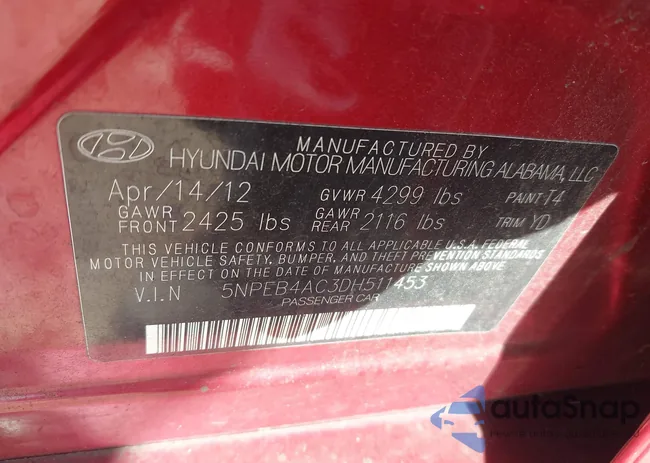 MANUFACTURED BY
HYUNDAI MOTOR MANUFACTURING ALABAMA, LLC
Apr/14/12 GVWR 4299 lbs PAINT T4
GAWR FRONT 2425 lbs GAWR REAR 2116 lbs TRIM YD
THIS VEHICLE CONFORMS TO ALL APPLICABLE U.S.A. FEDERAL
MOTOR VEHICLE SAFETY, BUMPER, AND THEFT PREVENTION STANDARDS
IN EFFECT ON THE DATE OF MANUFACTURE SHOWN ABOVE.
V.I.N 5NPEB4AC3DH511453
PASSENGER CAR
autaSnap